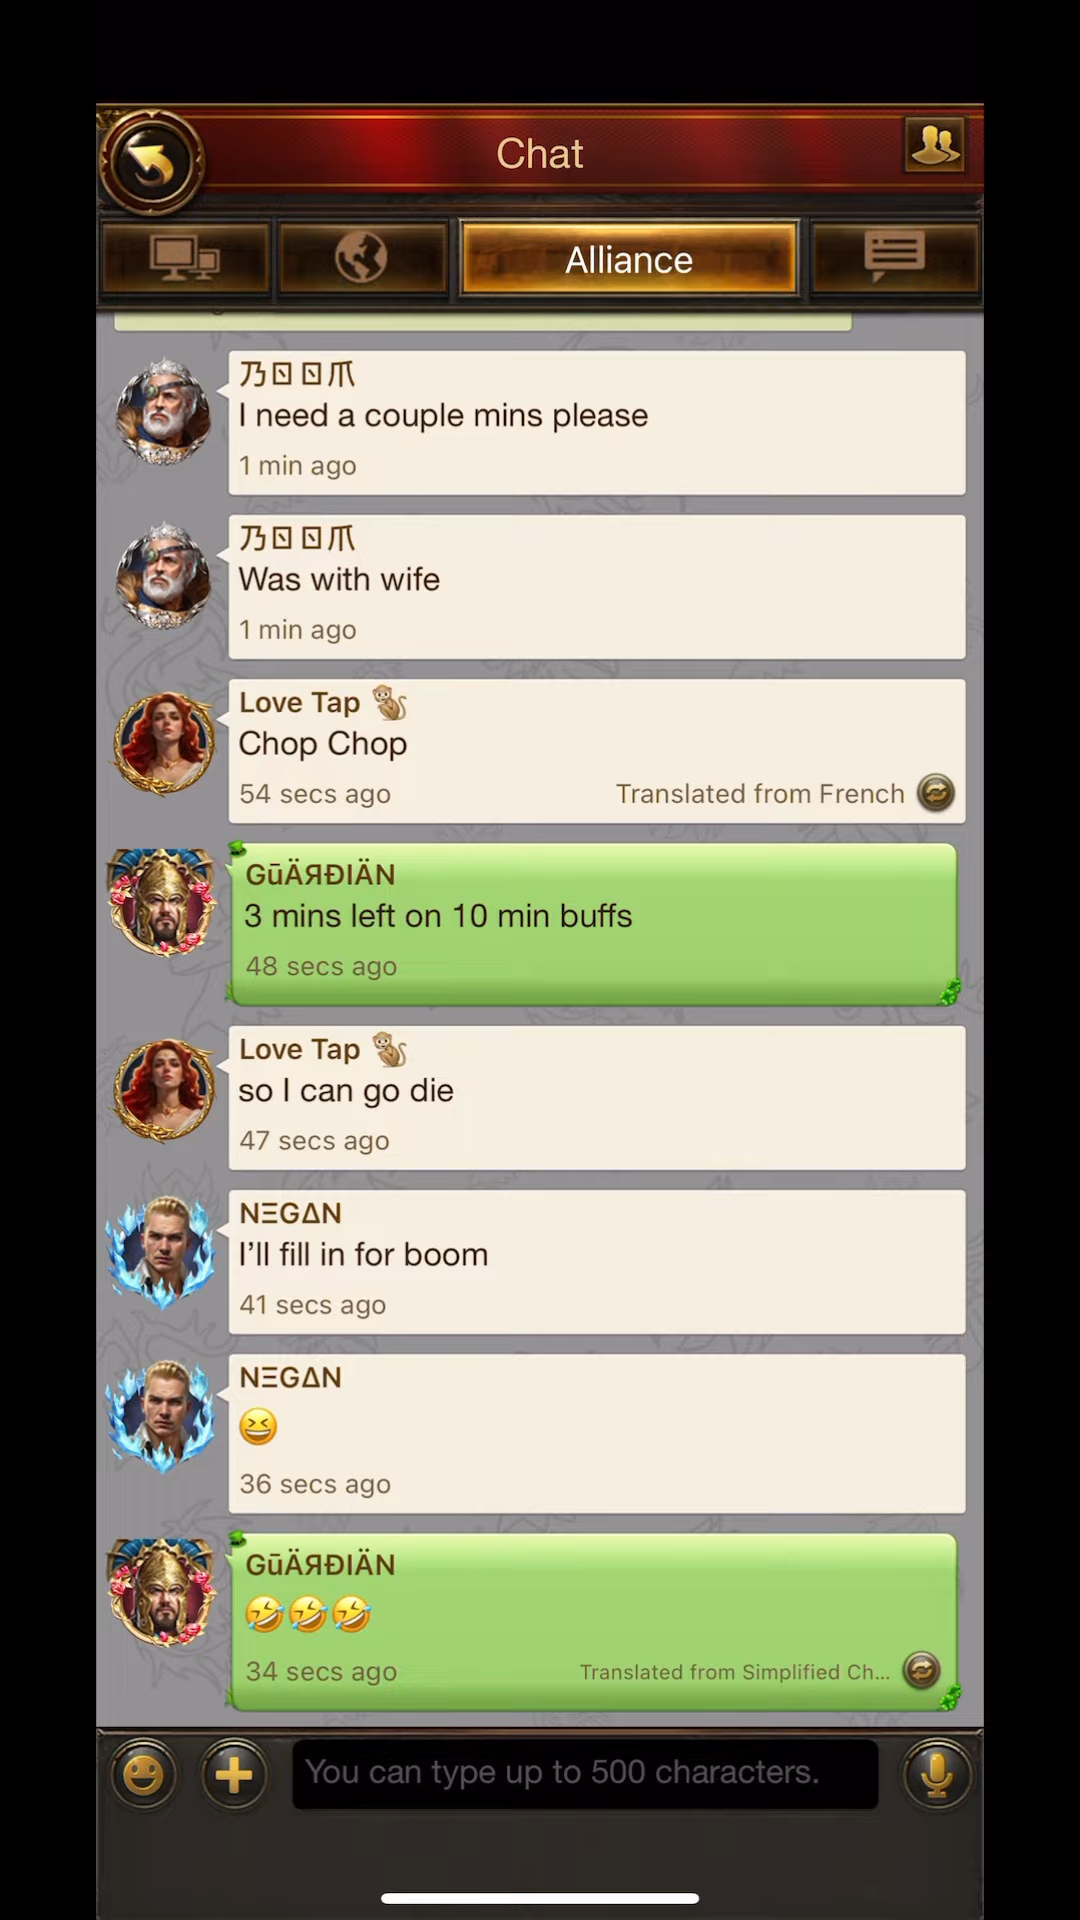 Chat
Alliance
乃ㄖㄖ爪
I need a couple mins please
1 min ago
乃ㄖㄖ爪
Was with wife
1 min ago
Love Tap 🐒
Chop Chop
54 secs ago
Translated from French
GūÄЯĐIÄN
3 mins left on 10 min buffs
48 secs ago
Love Tap 🐒
so I can go die
47 secs ago
NΞGΔN
I’ll fill in for boom
41 secs ago
NΞGΔN
😆
36 secs ago
GūÄЯĐIÄN
🤣🤣🤣
34 secs ago
Translated from Simplified Ch...
You can type up to 500 characters.